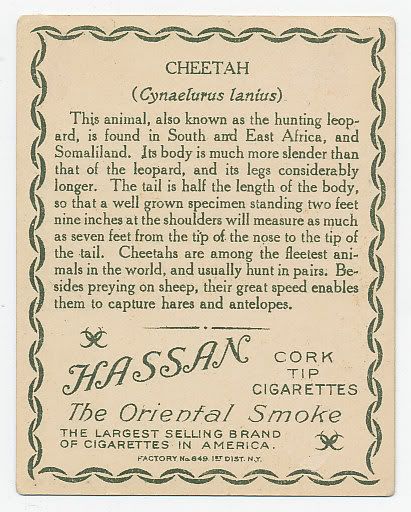 CHEETAH
(Cynaelurus lanius)
This animal, also known as the hunting leop-
ard, is found in South and East Africa, and
Somaliland. Its body is much more slender than
that of the leopard, and its legs considerably
longer. The tail is half the length of the body,
so that a well grown specimen standing two feet
nine inches at the shoulders will measure as much
as seven feet from the tip of the nose to the tip of
the tail. Cheetahs are among the fleetest ani-
mals in the world, and usually hunt in pairs. Be-
sides preying on sheep, their great speed enables
them to capture hares and antelopes.
HASSAN
CORK
TIP
CIGARETTES
The Oriental Smoke
THE LARGEST SELLING BRAND
OF CIGARETTES IN AMERICA.
FACTORY No. 649. 1ST DIST. N.Y.